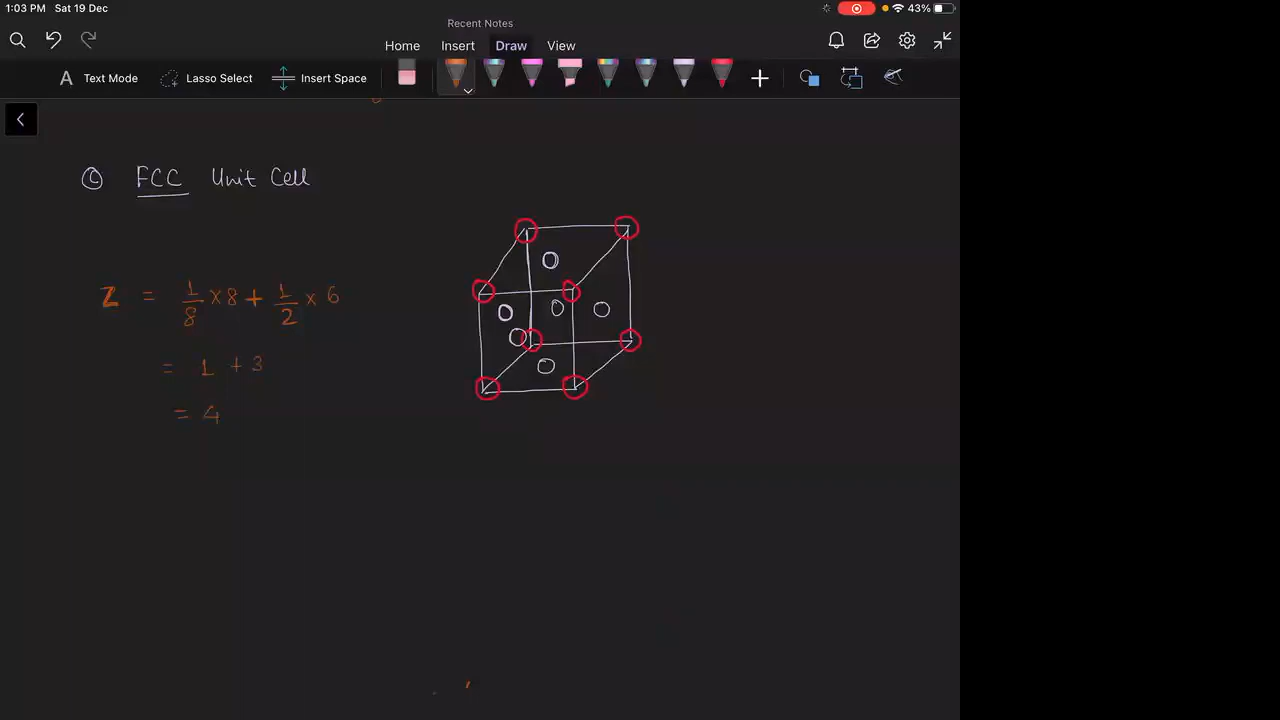 1:03 PM Sat 19 Dec
43%
Recent Notes
Home Insert Draw View
Text Mode Lasso Select Insert Space
© FCC Unit Cell
Z = 1/8 × 8 + 1/2 × 6
= 1 + 3
= 4